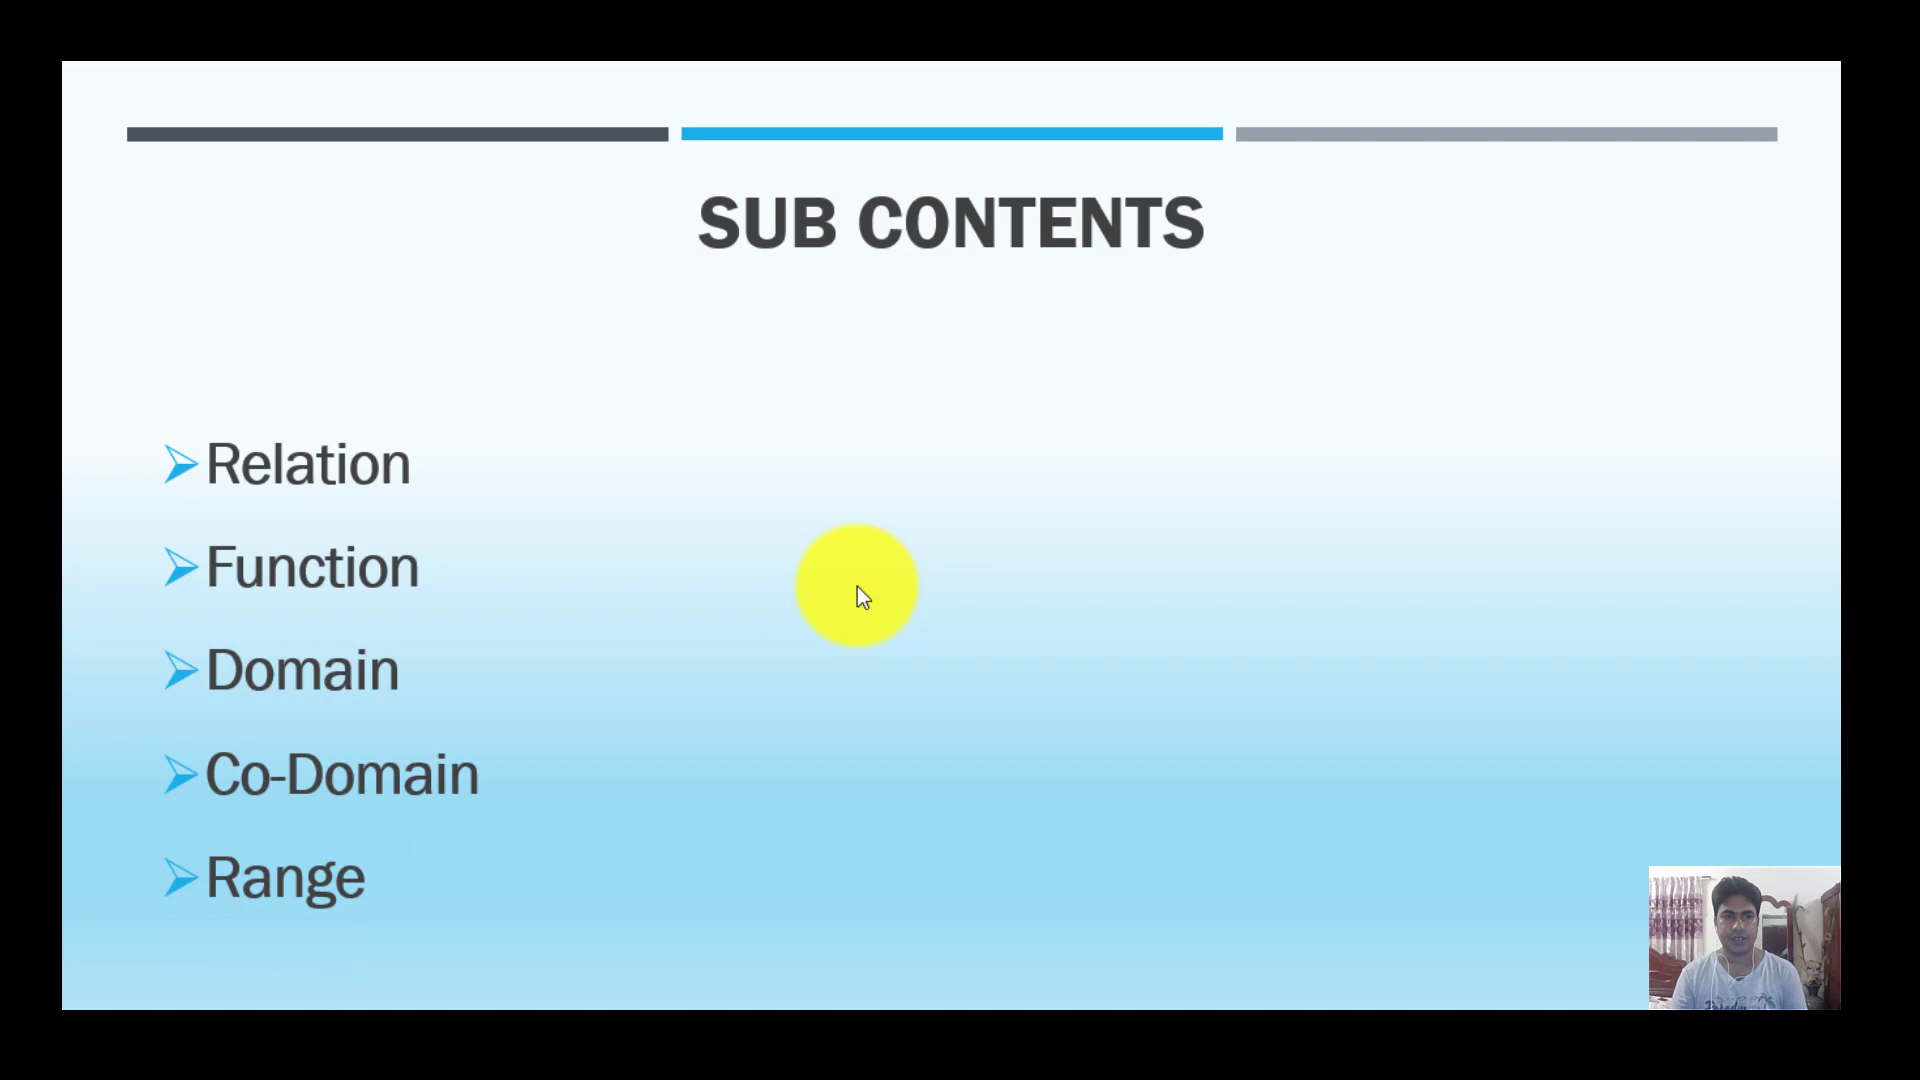 SUB CONTENTS
Relation
Function
Domain
Co-Domain
Range